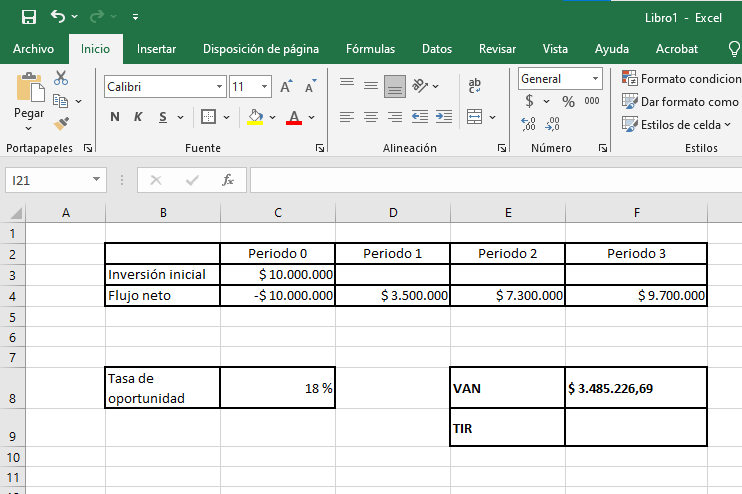 Libro1 - Excel
Archivo Inicio Insertar Disposición de página Fórmulas Datos Revisar Vista Ayuda Acrobat
Pegar
Calibri 11 A A
N K S A
ab
General
$ % 000
,00 ,00
Formato condicion
Dar formato como
Estilos de celda
Portapapeles Fuente Alineación Número Estilos
I21 fx
A B C D E F
1
2 Periodo 0 Periodo 1 Periodo 2 Periodo 3
3 Inversión inicial $ 10.000.000
4 Flujo neto -$ 10.000.000 $ 3.500.000 $ 7.300.000 $ 9.700.000
5
6
7
8 Tasa de
oportunidad 18 % VAN $ 3.485.226,69
9 TIR
10
11